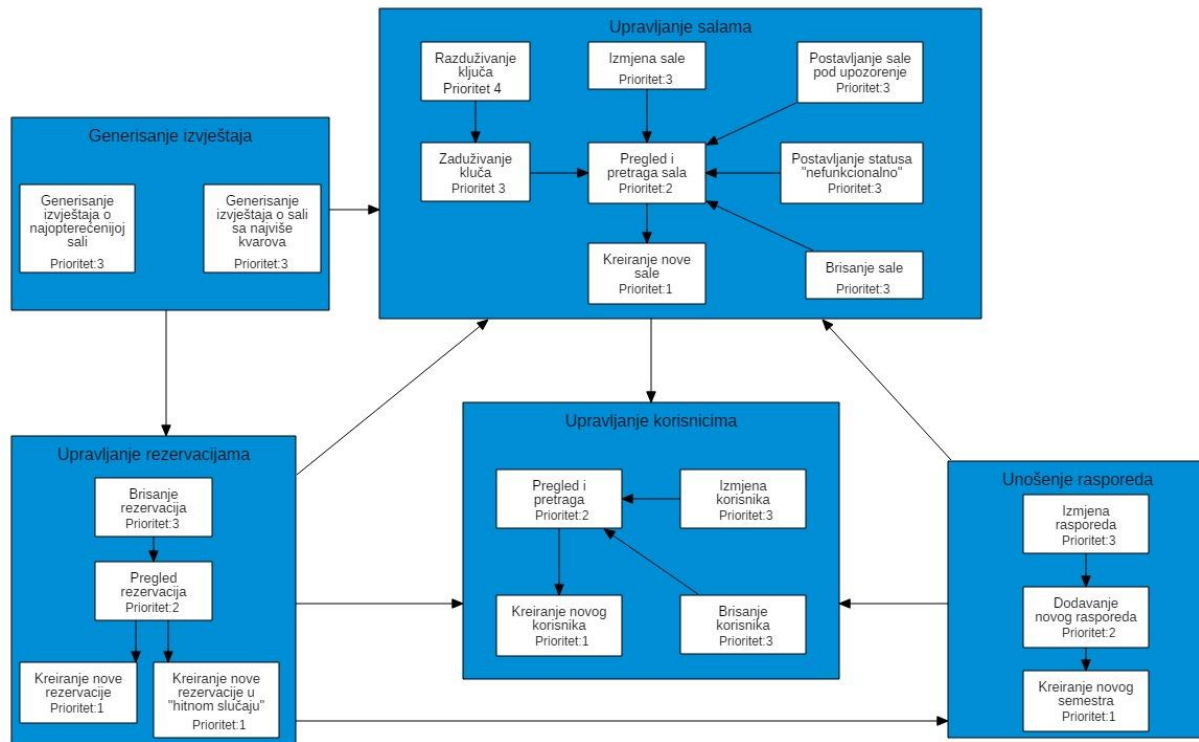 Upravljanje salama
Razduživanje
ključa
Prioritet 4
Izmjena sale
Prioritet:3
Postavljanje sale
pod upozorenje
Prioritet:3
Zaduživanje
kluča
Prioritet 3
Pregled i
pretraga sala
Prioritet:2
Postavljanje statusa
"nefunkcionalno"
Prioritet:3
Kreiranje nove
sale
Prioritet:1
Brisanje sale
Prioritet:3
Generisanje izvještaja
Generisanje
izvještaja o
najopterećenijoj
sali
Prioritet:3
Generisanje
izvještaja o sali
sa najviše
kvarova
Prioritet:3
Upravljanje rezervacijama
Brisanje
rezervacija
Prioritet:3
Pregled
rezervacija
Prioritet:2
Kreiranje nove
rezervacije
Prioritet:1
Kreiranje nove
rezervacije u
"hitnom slučaju"
Prioritet:1
Upravljanje korisnicima
Pregled i
pretraga
Prioritet:2
Izmjena
korisnika
Prioritet:3
Kreiranje novog
korisnika
Prioritet:1
Brisanje
korisnika
Prioritet:3
Unošenje rasporeda
Izmjena
rasporeda
Prioritet:3
Dodavanje
novog rasporeda
Prioritet:2
Kreiranje novog
semestra
Prioritet:1